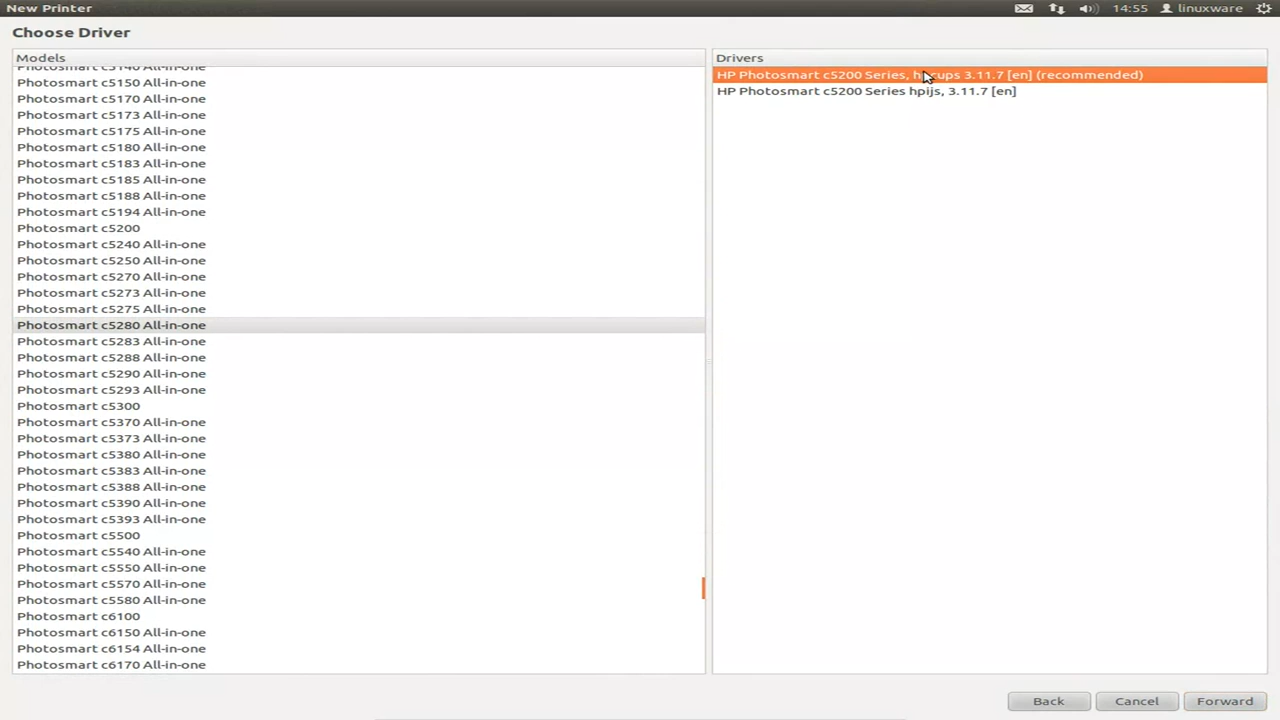 New Printer
14:55
linuxware
Choose Driver
Models
Photosmart c5140 All-in-one
Photosmart c5150 All-in-one
Photosmart c5170 All-in-one
Photosmart c5173 All-in-one
Photosmart c5175 All-in-one
Photosmart c5180 All-in-one
Photosmart c5183 All-in-one
Photosmart c5185 All-in-one
Photosmart c5188 All-in-one
Photosmart c5194 All-in-one
Photosmart c5200
Photosmart c5240 All-in-one
Photosmart c5250 All-in-one
Photosmart c5270 All-in-one
Photosmart c5273 All-in-one
Photosmart c5275 All-in-one
Photosmart c5280 All-in-one
Photosmart c5283 All-in-one
Photosmart c5288 All-in-one
Photosmart c5290 All-in-one
Photosmart c5293 All-in-one
Photosmart c5300
Photosmart c5370 All-in-one
Photosmart c5373 All-in-one
Photosmart c5380 All-in-one
Photosmart c5383 All-in-one
Photosmart c5388 All-in-one
Photosmart c5390 All-in-one
Photosmart c5393 All-in-one
Photosmart c5500
Photosmart c5540 All-in-one
Photosmart c5550 All-in-one
Photosmart c5570 All-in-one
Photosmart c5580 All-in-one
Photosmart c6100
Photosmart c6150 All-in-one
Photosmart c6154 All-in-one
Photosmart c6170 All-in-one
Drivers
HP Photosmart c5200 Series, hpcups 3.11.7 [en] (recommended)
HP Photosmart c5200 Series hpijs, 3.11.7 [en]
Back
Cancel
Forward